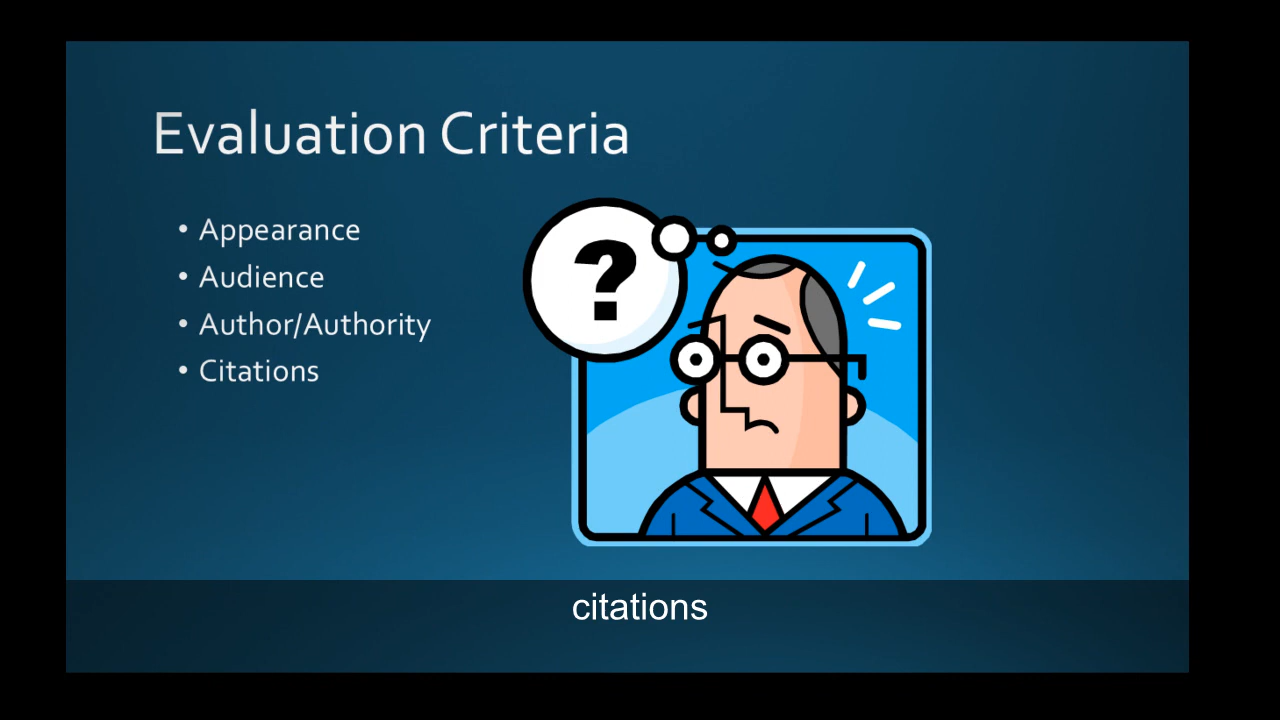 Evaluation Criteria
• Appearance
• Audience
• Author/Authority
• Citations
?
citations